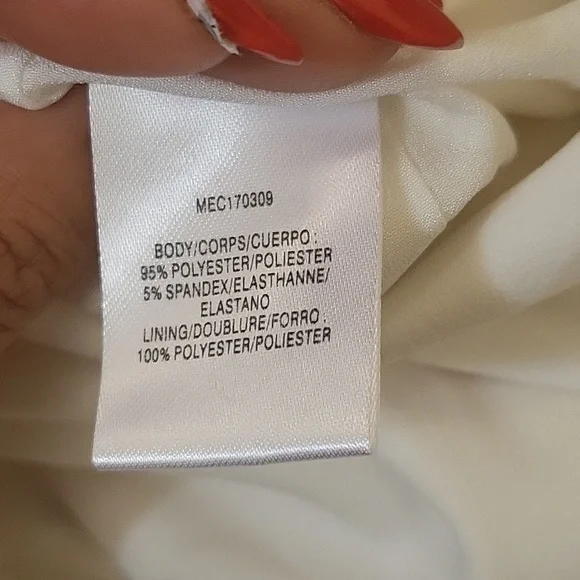 MEC170309
BODY/CORPS/CUERPO :
95% POLYESTER/POLIESTER
5% SPANDEX/ELASTHANNE/
ELASTANO
LINING/DOUBLURE/FORRO :
100% POLYESTER/POLIESTER